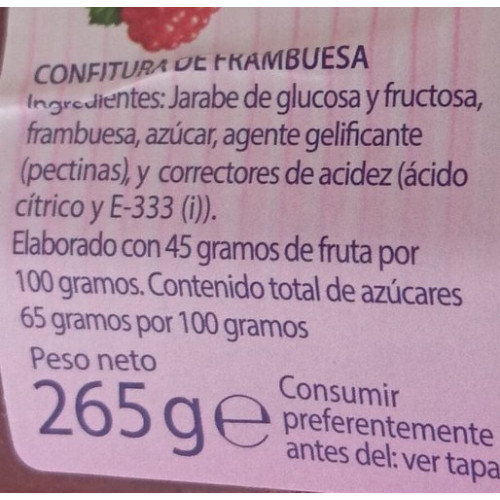 CONFITURA DE FRAMBUESA
Ingredientes: Jarabe de glucosa y fructosa,
frambuesa, azúcar, agente gelificante
(pectinas), y correctores de acidez (ácido
cítrico y E-333 (i)).
Elaborado con 45 gramos de fruta por
100 gramos. Contenido total de azúcares
65 gramos por 100 gramos
Peso neto
265 g e
Consumir
preferentemente
antes del: ver tapa